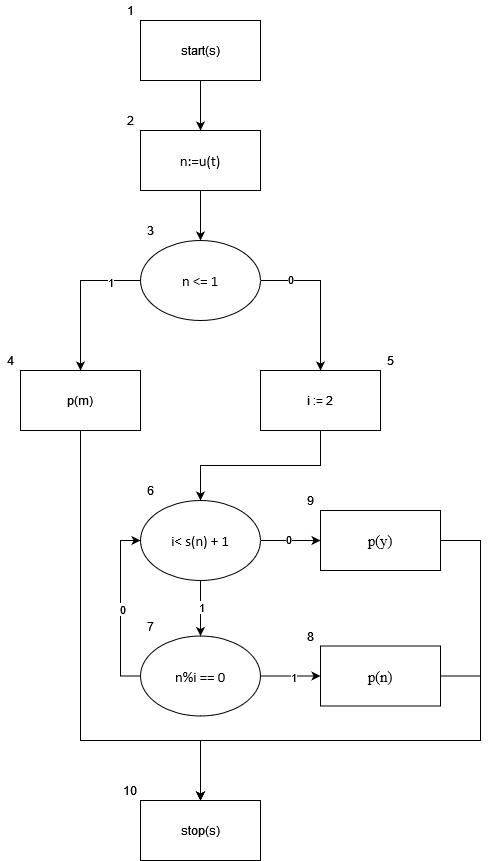 1
start(s)
2
n:=u(t)
3
n <= 1
1
0
4
p(m)
5
i := 2
6
i< s(n) + 1
0
9
p(y)
1
0
7
n%i == 0
1
8
p(n)
10
stop(s)